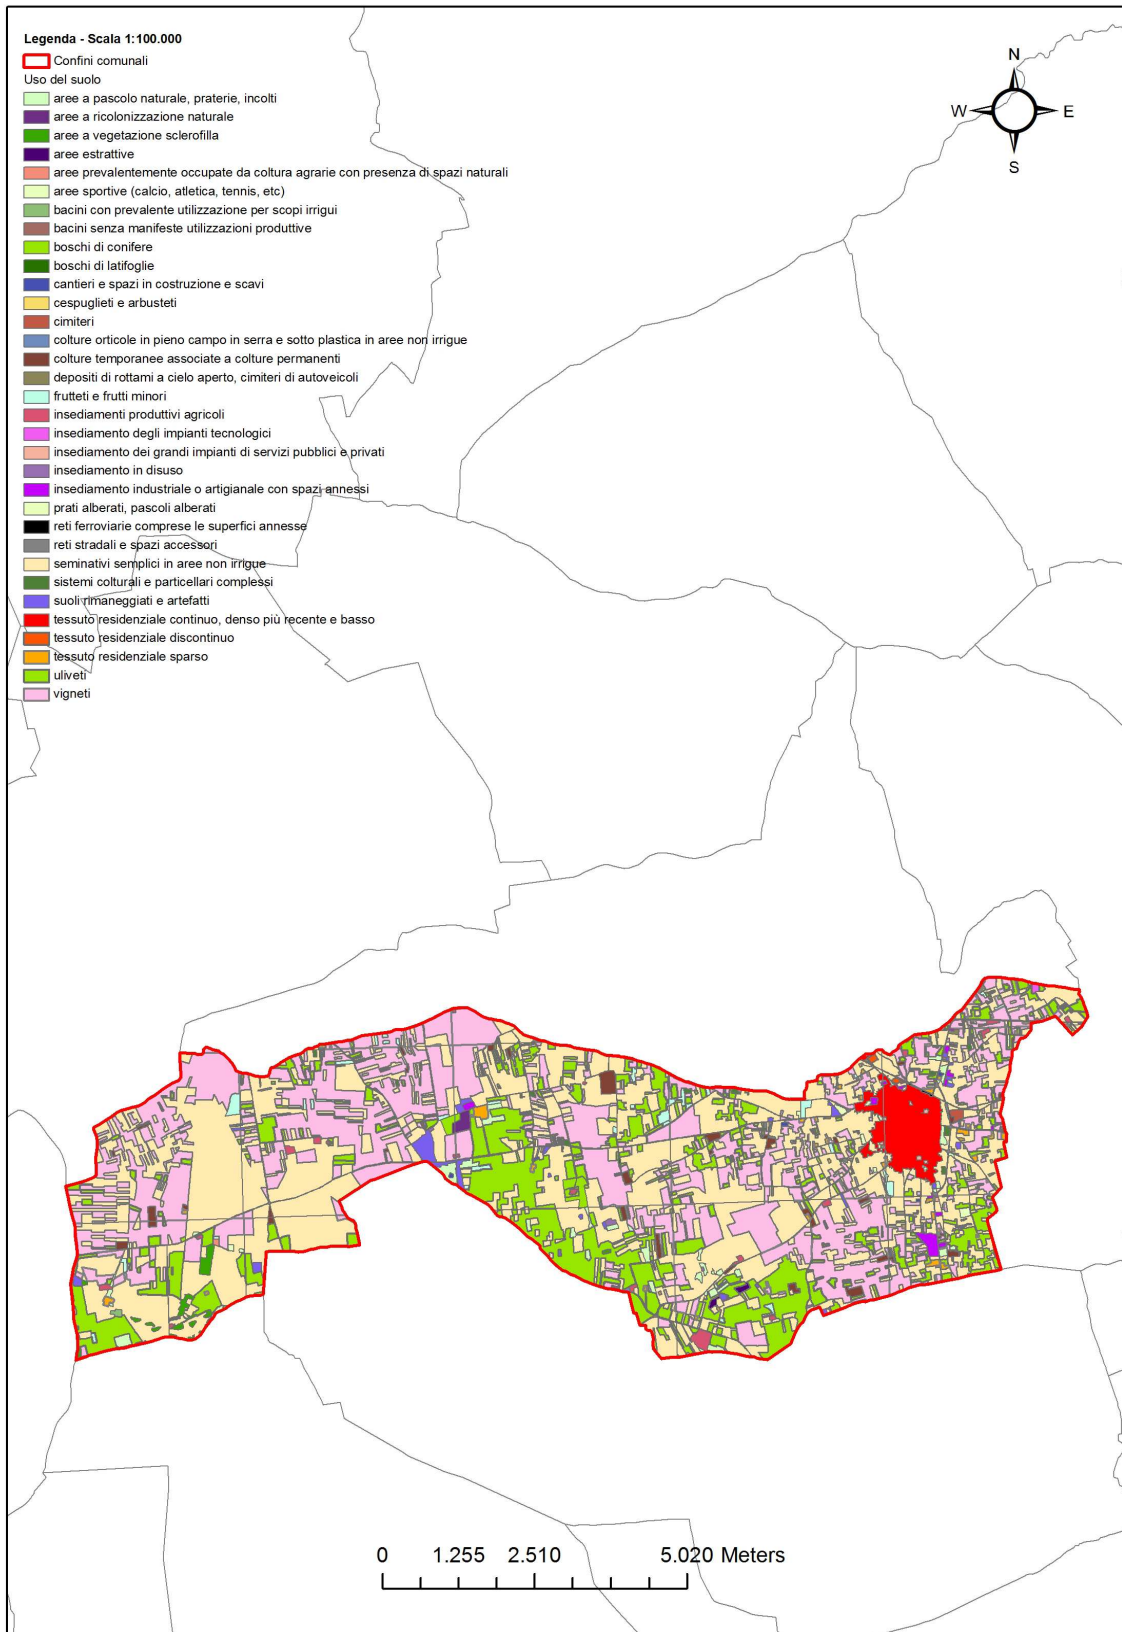 Legenda - Scala 1:100.000
Confini comunali
Uso del suolo
aree a pascolo naturale, praterie, incolti
aree a ricolonizzazione naturale
aree a vegetazione sclerofilla
aree estrattive
aree prevalentemente occupate da coltura agrarie con presenza di spazi naturali
aree sportive (calcio, atletica, tennis, etc)
bacini con prevalente utilizzazione per scopi irrigui
bacini senza manifeste utilizzazioni produttive
boschi di conifere
boschi di latifoglie
cantieri e spazi in costruzione e scavi
cespuglieti e arbusteti
cimiteri
colture orticole in pieno campo in serra e sotto plastica in aree non irrigue
colture temporanee associate a colture permanenti
depositi di rottami a cielo aperto, cimiteri di autoveicoli
frutteti e frutti minori
insediamenti produttivi agricoli
insediamento degli impianti tecnologici
insediamento dei grandi impianti di servizi pubblici e privati
insediamento in disuso
insediamento industriale o artigianale con spazi annessi
prati alberati, pascoli alberati
reti ferroviarie comprese le superfici annesse
reti stradali e spazi accessori
seminativi semplici in aree non irrigue
sistemi colturali e particellari complessi
suoli rimaneggiati e artefatti
tessuto residenziale continuo, denso più recente e basso
tessuto residenziale discontinuo
tessuto residenziale sparso
uliveti
vigneti
N
W E
S
0 1.255 2.510 5.020 Meters